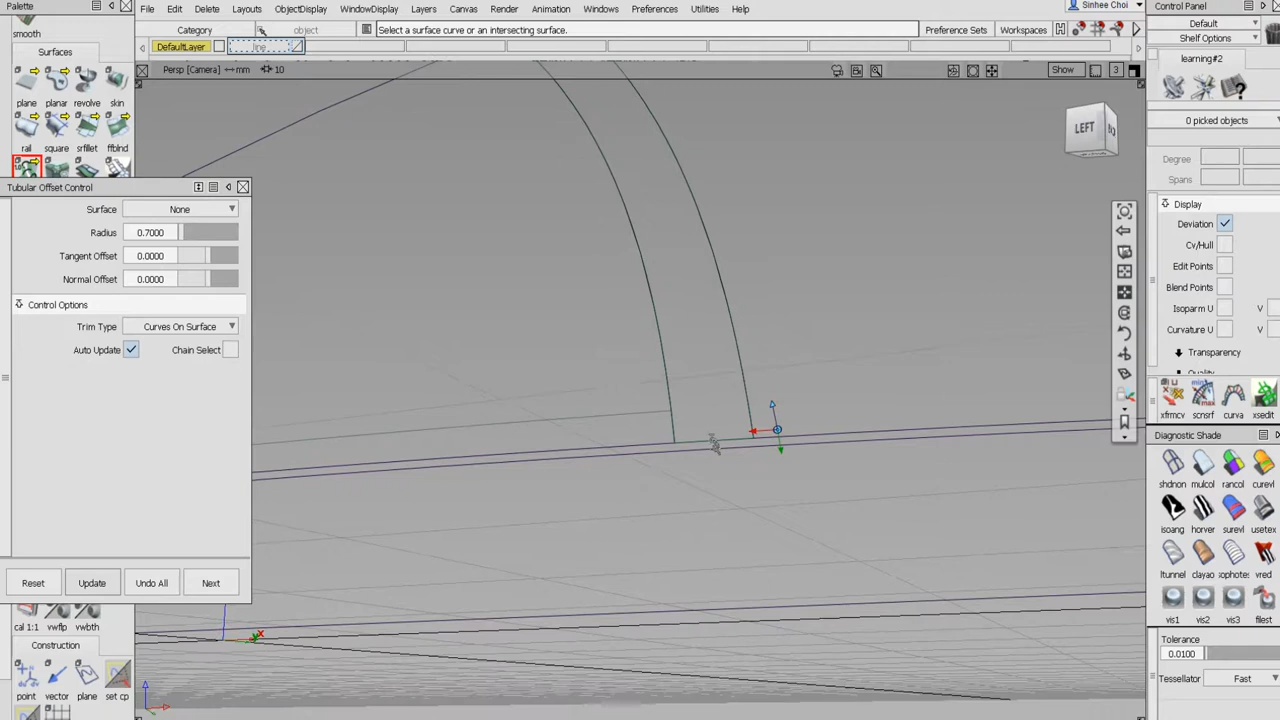 Palette
File Edit Delete Layouts ObjectDisplay WindowDisplay Layers Canvas Render Animation Windows Preferences Utilities Help
Sinhee Choi
Control Panel
Category object Select a surface curve or an intersecting surface. Preference Sets Workspaces
Default
Shelf Options
smooth
DefaultLayer line
Surfaces
learning#2
Persp [Camera] mm 10 Show 3
plane planar revolve skin
rail square srfillet ffblnd
0 picked objects
Degree
Spans
Tubular Offset Control
Surface None
Radius 0.7000
Tangent Offset 0.0000
Normal Offset 0.0000
Control Options
Trim Type Curves On Surface
Auto Update Chain Select
Reset Update Undo All Next
LEFT
Display
Deviation
Cv/Hull
Edit Points
Blend Points
Isoparm U V
Curvature U V
Transparency
xfrmcv scnsrf curva xsedit
Diagnostic Shade
shdnon mulcol rancol curevl
isoang horver surevl usetex
ltunnel clayao isophotes vred
vis1 vis2 vis3 filest
Tolerance
0.0100
Tessellator Fast
cal 1:1 vwflp vwbth
Construction
point vector plane set cp
x